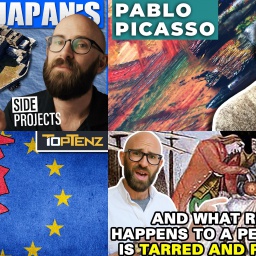 JAPAN'S
SIDE
PROJECTS
PABLO
PICASSO
TOPTENZ
AND WHAT R
HAPPENS TO A PE
IS TARRED AND F